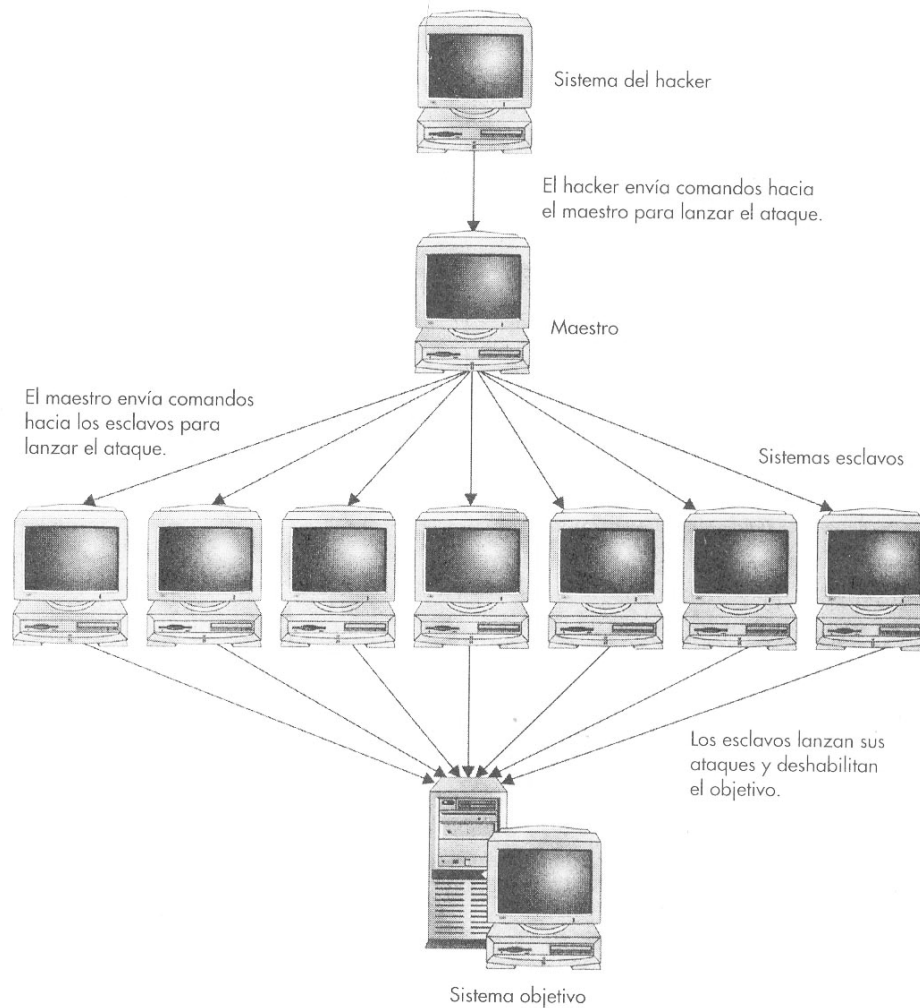 Sistema del hacker
El hacker envía comandos hacia
el maestro para lanzar el ataque.
Maestro
El maestro envía comandos
hacia los esclavos para
lanzar el ataque.
Sistemas esclavos
Los esclavos lanzan sus
ataques y deshabilitan
el objetivo.
Sistema objetivo